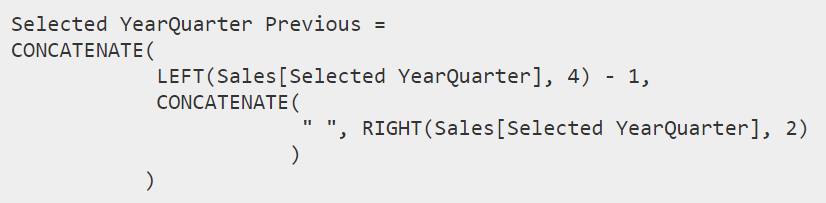 Selected YearQuarter Previous =
CONCATENATE(
LEFT(Sales[Selected YearQuarter], 4) - 1,
CONCATENATE(
" ", RIGHT(Sales[Selected YearQuarter], 2)
)
)